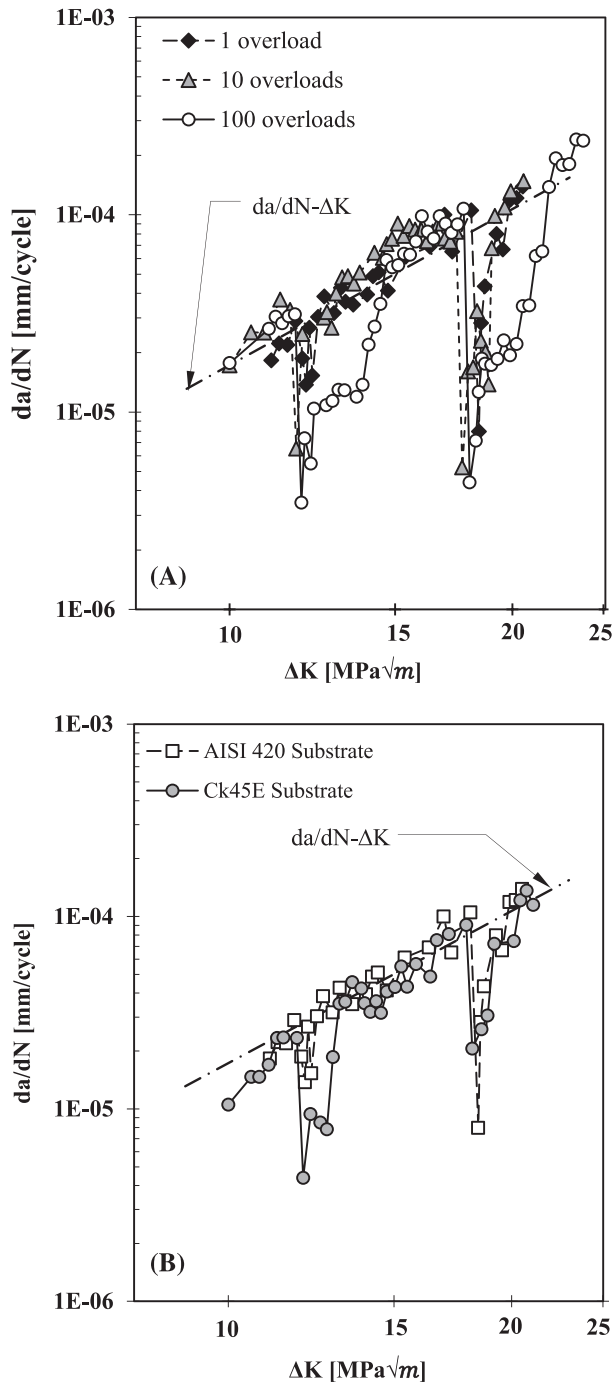 1E-03
1 overload
10 overloads
100 overloads
da/dN-ΔK
1E-04
da/dN [mm/cycle]
1E-05
(A)
1E-06
10
15
20
25
ΔK [MPa√m]
1E-03
AISI 420 Substrate
Ck45E Substrate
da/dN-ΔK
1E-04
da/dN [mm/cycle]
1E-05
(B)
1E-06
10
15
20
25
ΔK [MPa√m]